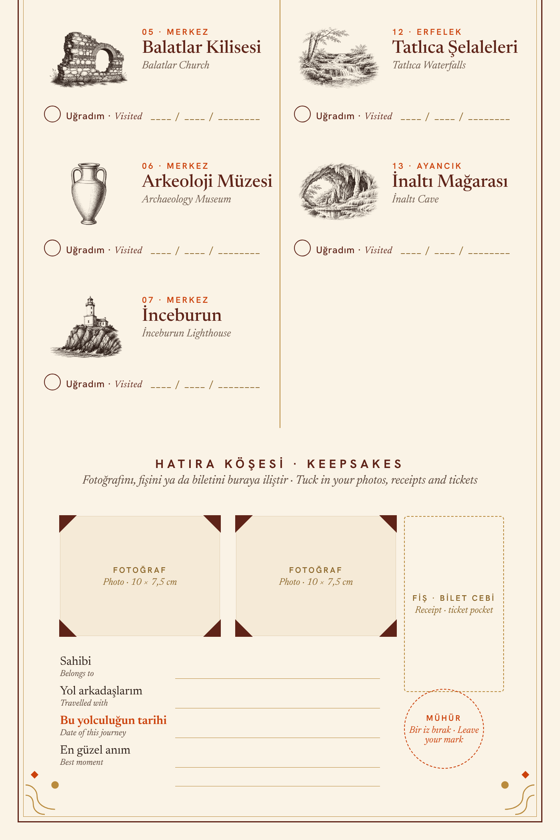 05 · MERKEZ
Balatlar Kilisesi
Balatlar Church
Uğradım · Visited ____ / ____ / ________
06 · MERKEZ
Arkeoloji Müzesi
Archaeology Museum
Uğradım · Visited ____ / ____ / ________
07 · MERKEZ
İnceburun
İnceburun Lighthouse
Uğradım · Visited ____ / ____ / ________
12 · ERFELEK
Tatlıca Şelaleleri
Tatlıca Waterfalls
Uğradım · Visited ____ / ____ / ________
13 · AYANCIK
İnaltı Mağarası
İnaltı Cave
Uğradım · Visited ____ / ____ / ________
HATIRA KÖŞESİ · KEEPSAKES
Fotoğrafını, fişini ya da biletini buraya iliştir · Tuck in your photos, receipts and tickets
FOTOĞRAF
Photo · 10 × 7,5 cm
FOTOĞRAF
Photo · 10 × 7,5 cm
FİŞ · BİLET CEBİ
Receipt · ticket pocket
Sahibi
Belongs to
Yol arkadaşlarım
Travelled with
Bu yolculuğun tarihi
Date of this journey
En güzel anım
Best moment
MÜHÜR
Bir iz bırak · Leave
your mark